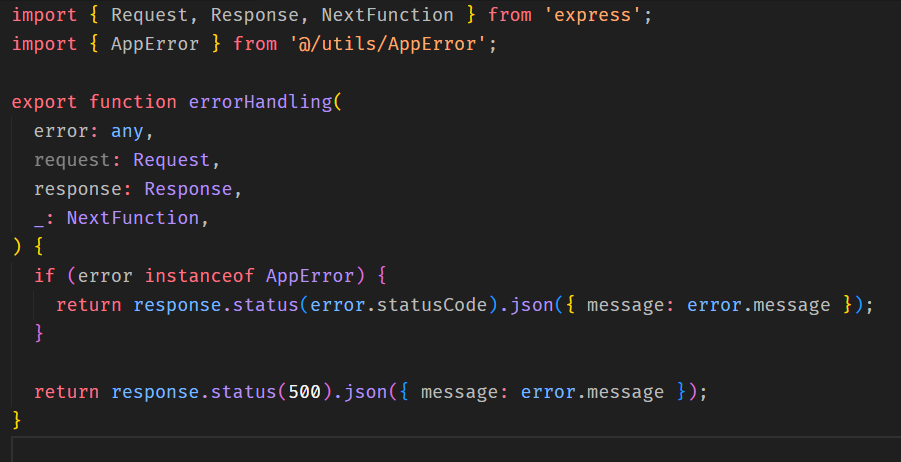 import { Request, Response, NextFunction } from 'express';
import { AppError } from '@/utils/AppError';

export function errorHandling(
  error: any,
  request: Request,
  response: Response,
  _: NextFunction,
) {
  if (error instanceof AppError) {
    return response.status(error.statusCode).json({ message: error.message });
  }

  return response.status(500).json({ message: error.message });
}